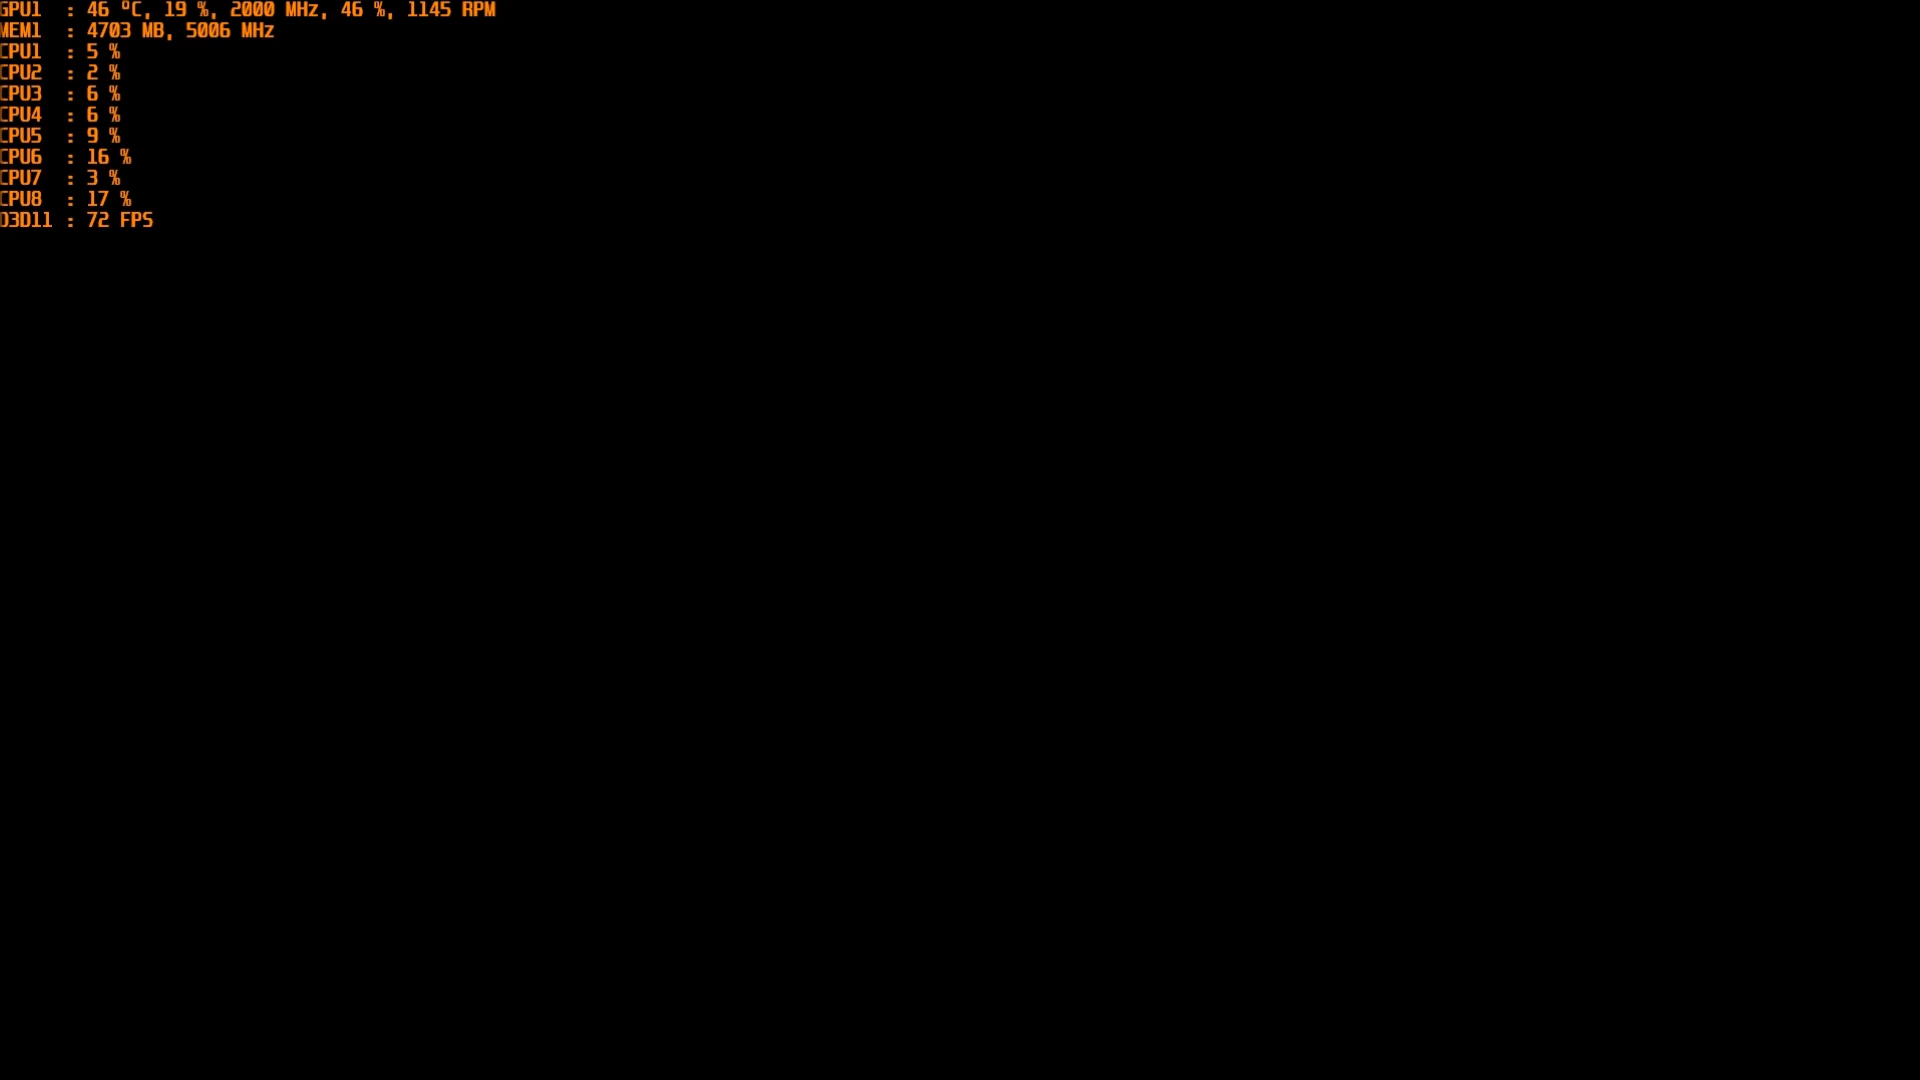 GPU1 : 46 ºC, 19 %, 2000 MHz, 46 %, 1145 RPM
MEM1 : 4703 MB, 5006 MHz
CPU1 : 5 %
CPU2 : 2 %
CPU3 : 6 %
CPU4 : 6 %
CPU5 : 9 %
CPU6 : 16 %
CPU7 : 3 %
CPU8 : 17 %
D3D11 : 72 FPS